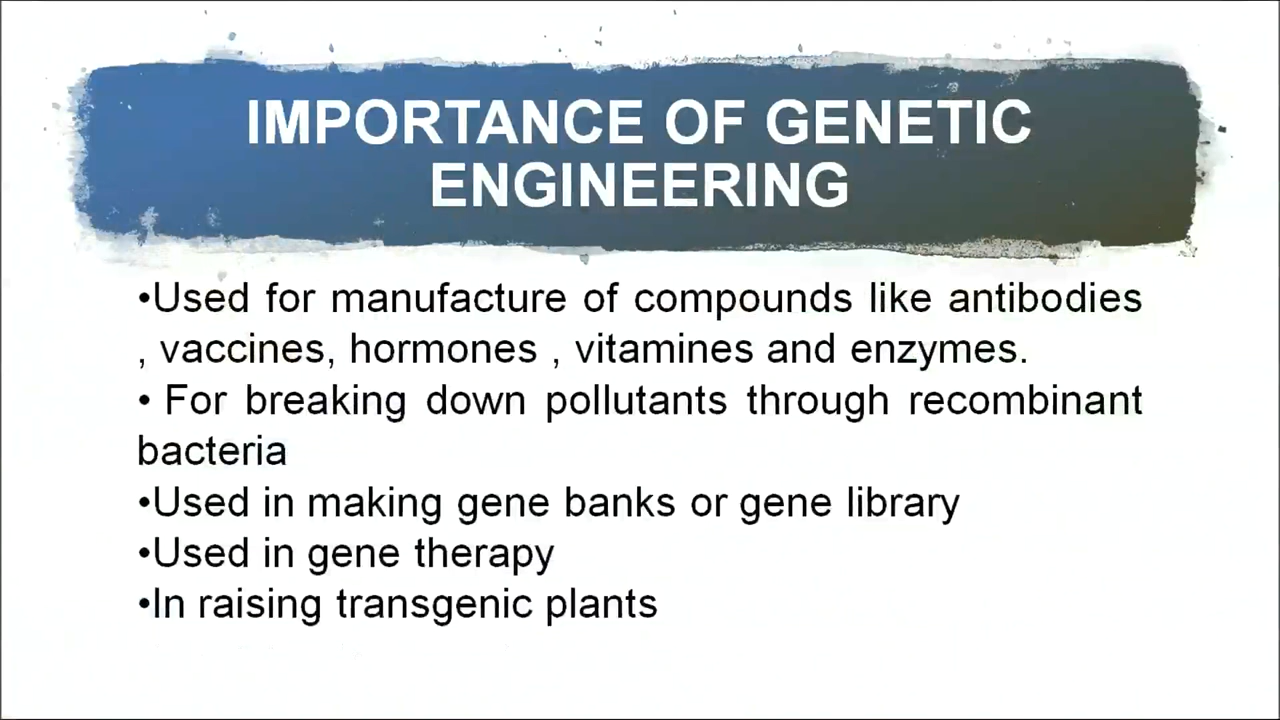 IMPORTANCE OF GENETIC
ENGINEERING
•Used for manufacture of compounds like antibodies
, vaccines, hormones , vitamines and enzymes.
• For breaking down pollutants through recombinant
bacteria
•Used in making gene banks or gene library
•Used in gene therapy
•In raising transgenic plants